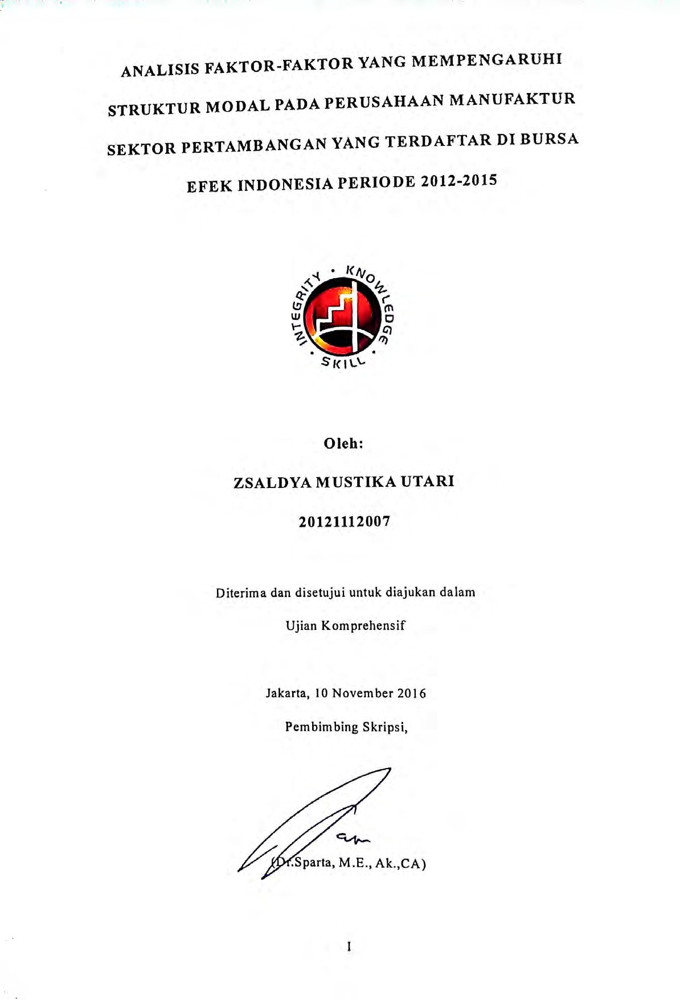 ANALISIS FAKTOR-FAKTOR YANG MEMPENGARUHI
STRUKTUR MODAL PADA PERUSAHAAN MANUFAKTUR
SEKTOR PERTAMBANGAN YANG TERDAFTAR DI BURSA
EFEK INDONESIA PERIODE 2012-2015
INTEGRITY · KNOWLEDGE · SKILL ·
Oleh:
ZSALDYA MUSTIKA UTARI
20121112007
Diterima dan disetujui untuk diajukan dalam
Ujian Komprehensif
Jakarta, 10 November 2016
Pembimbing Skripsi,
(Dr.Sparta, M.E., Ak.,CA)
I